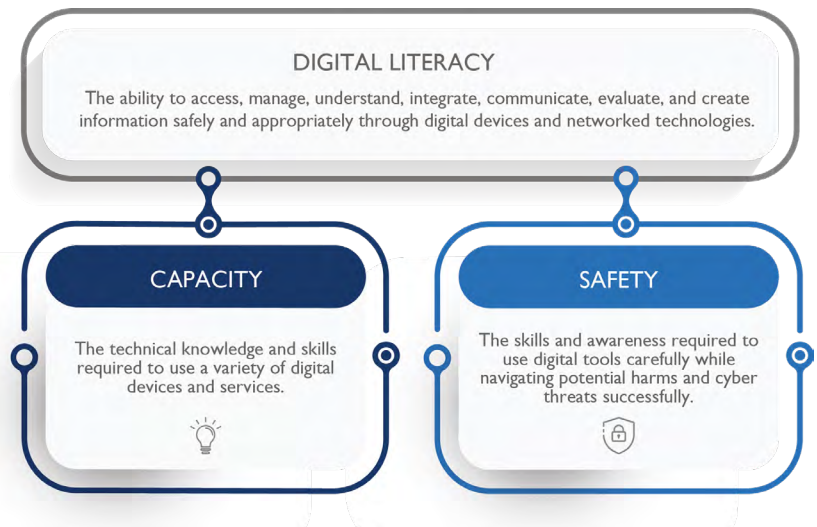 DIGITAL LITERACY
The ability to access, manage, understand, integrate, communicate, evaluate, and create
information safely and appropriately through digital devices and networked technologies.
CAPACITY
The technical knowledge and skills
required to use a variety of digital
devices and services.
SAFETY
The skills and awareness required to
use digital tools carefully while
navigating potential harms and cyber
threats successfully.